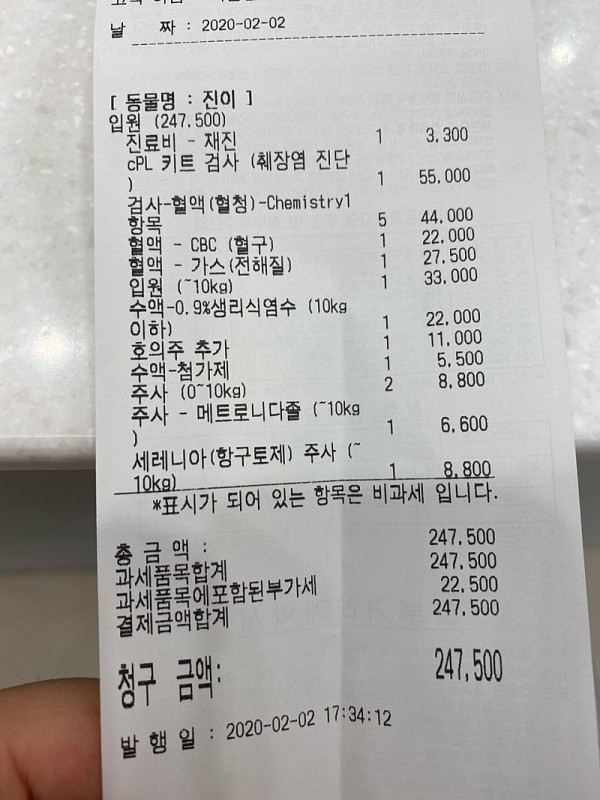 날 짜 : 2020-02-02
[ 동물명 : 진이 ]
입원 (247.500)
진료비 - 재진 1 3,300
cPL 키트 검사 (췌장염 진단
) 1 55.000
검사-혈액(혈청)-Chemistry1
항목 5 44,000
혈액 - CBC (혈구) 1 22,000
혈액 - 가스(전해질) 1 27,500
입원 (~10kg) 1 33,000
수액-0.9%생리식염수 (10kg
이하) 1 22,000
호의주 추가 1 11,000
수액-첨가제 1 5,500
주사 (0~10kg) 2 8,800
주사 - 메트로니다졸 (~10kg
) 1 6,600
세레니아(항구토제) 주사 (~
10kg) 1 8,800
*표시가 되어 있는 항목은 비과세 입니다.
총 금 액 : 247,500
과세품목합계 247,500
과세품목에포함된부가세 22,500
결제금액합계 247,500
청구 금액: 247,500
발 행 일 : 2020-02-02 17:34:12